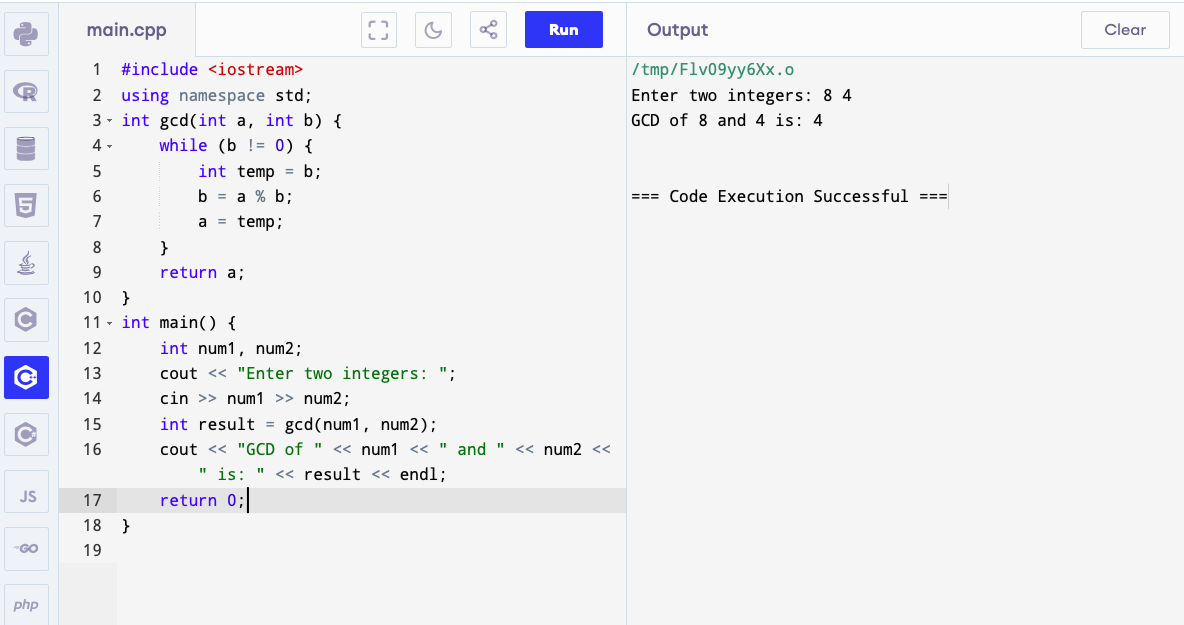 main.cpp
Run
Output
Clear
1 #include <iostream>
2 using namespace std;
3 int gcd(int a, int b) {
4     while (b != 0) {
5         int temp = b;
6         b = a % b;
7         a = temp;
8     }
9     return a;
10 }
11 int main() {
12     int num1, num2;
13     cout << "Enter two integers: ";
14     cin >> num1 >> num2;
15     int result = gcd(num1, num2);
16     cout << "GCD of " << num1 << " and " << num2 <<
        " is: " << result << endl;
17     return 0;
18 }
19
/tmp/FlvO9yy6Xx.o
Enter two integers: 8 4
GCD of 8 and 4 is: 4
=== Code Execution Successful ===
R
5
C
C
C
JS
GO
php